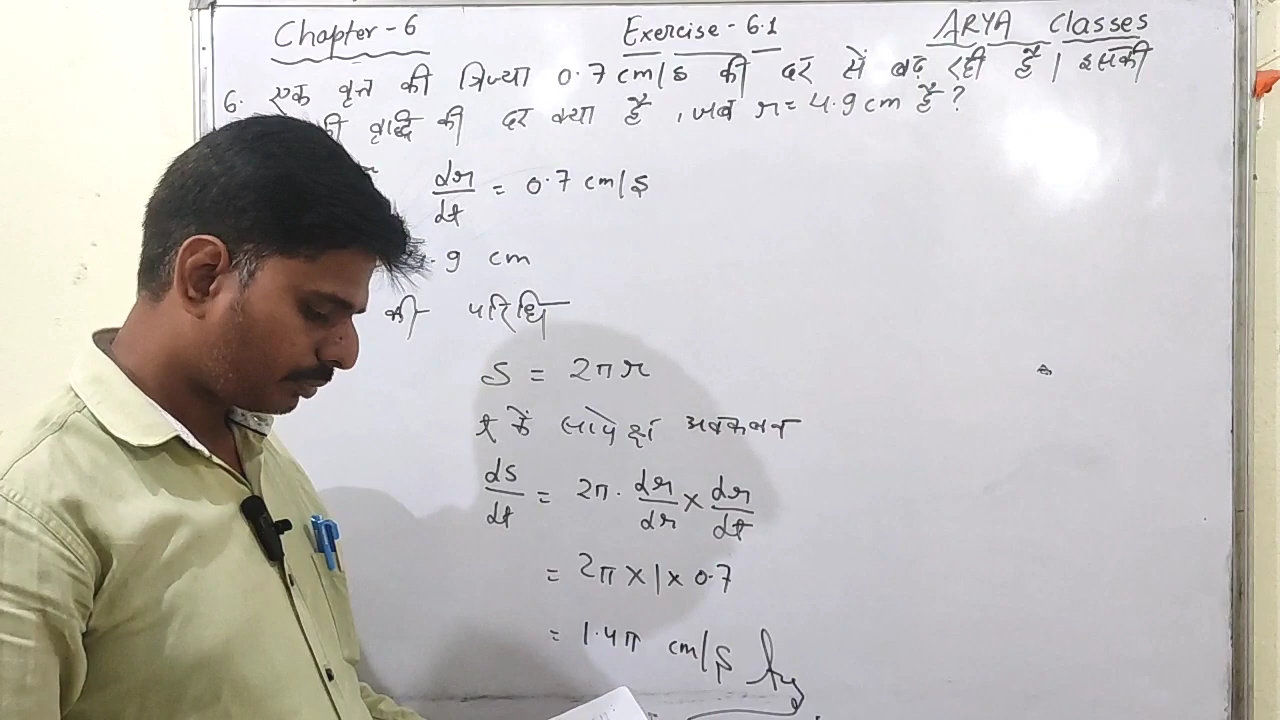 Chapter - 6 Exercise - 6.1 ARYA Classes
6. एक वृत्त की त्रिज्या 0.7 cm/s की दर से बढ़ रही है। इसकी
की वृद्धि की दर क्या है, जब r = 4.9 cm है ?
dr/dt = 0.7 cm/s
.9 cm
की परिधि
S = 2πr
t के सापेक्ष अवकलन
ds/dt = 2π. dr/dr × dr/dt
= 2π × 1 × 0.7
= 1.4π cm/s Ans